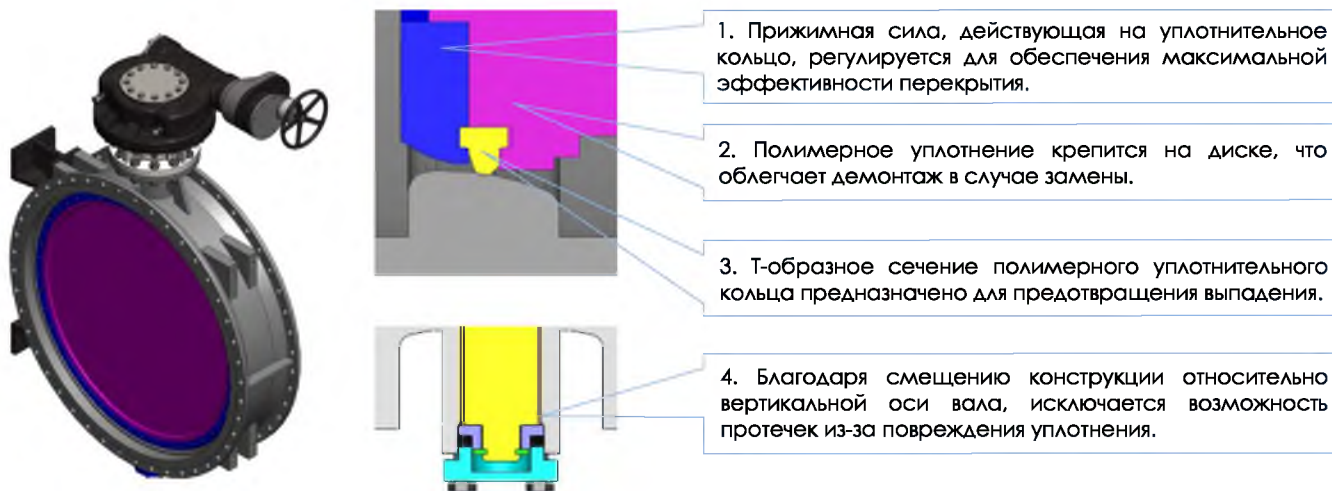 1. Прижимная сила, действующая на уплотнительное
кольцо, регулируется для обеспечения максимальной
эффективности перекрытия.
2. Полимерное уплотнение крепится на диске, что
облегчает демонтаж в случае замены.
3. Т-образное сечение полимерного уплотнительного
кольца предназначено для предотвращения выпадения.
4. Благодаря смещению конструкции относительно
вертикальной оси вала, исключается возможность
протечек из-за повреждения уплотнения.